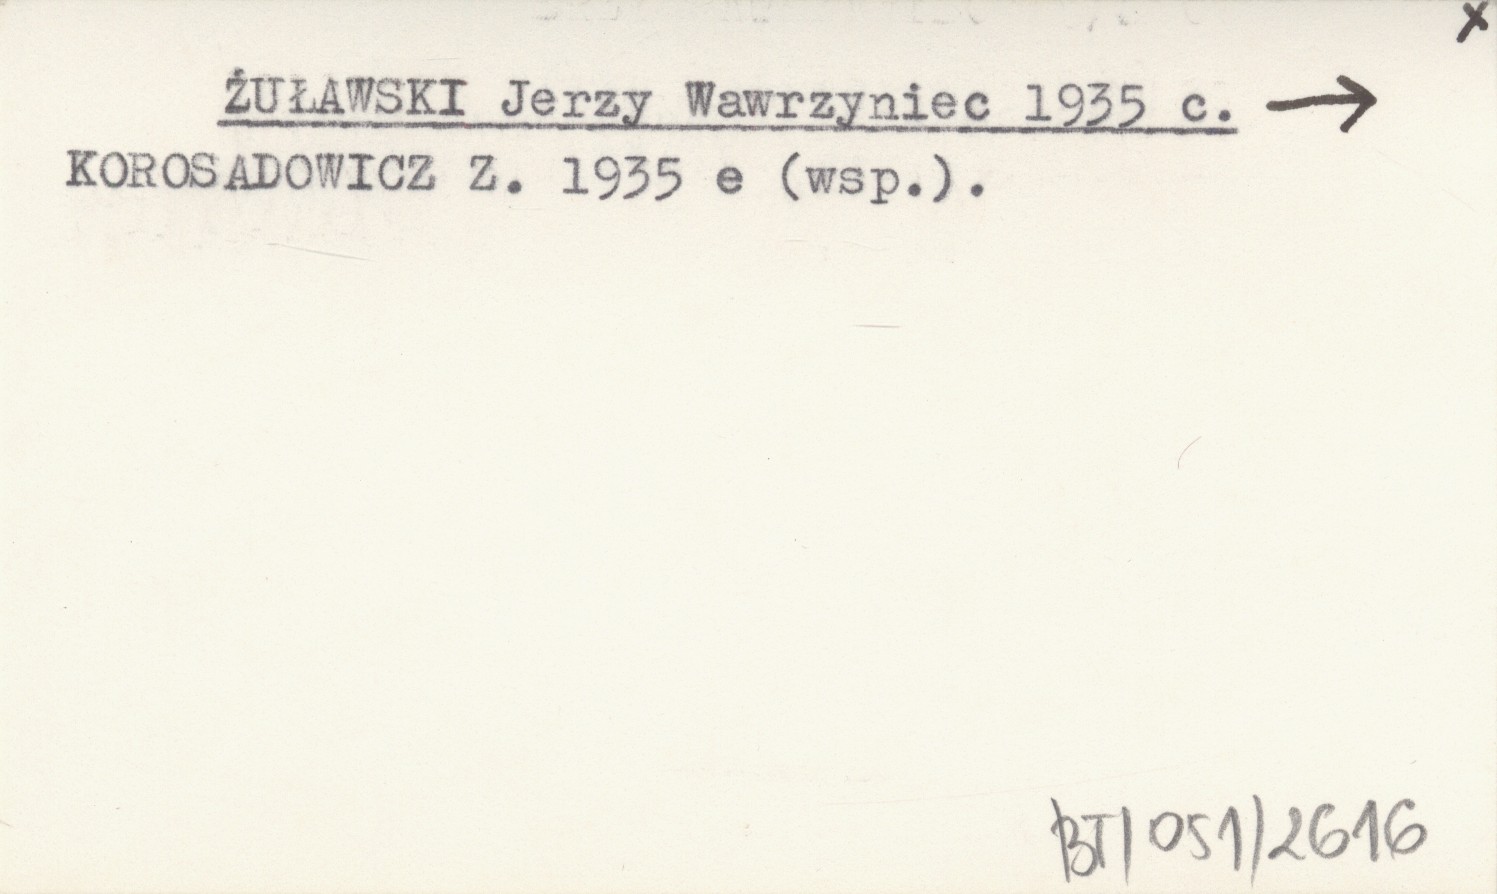 x
ŻUŁAWSKI Jerzy Wawrzyniec 1935 c. →
KOROSADOWICZ Z. 1935 e (wsp.).
BT/051/2616